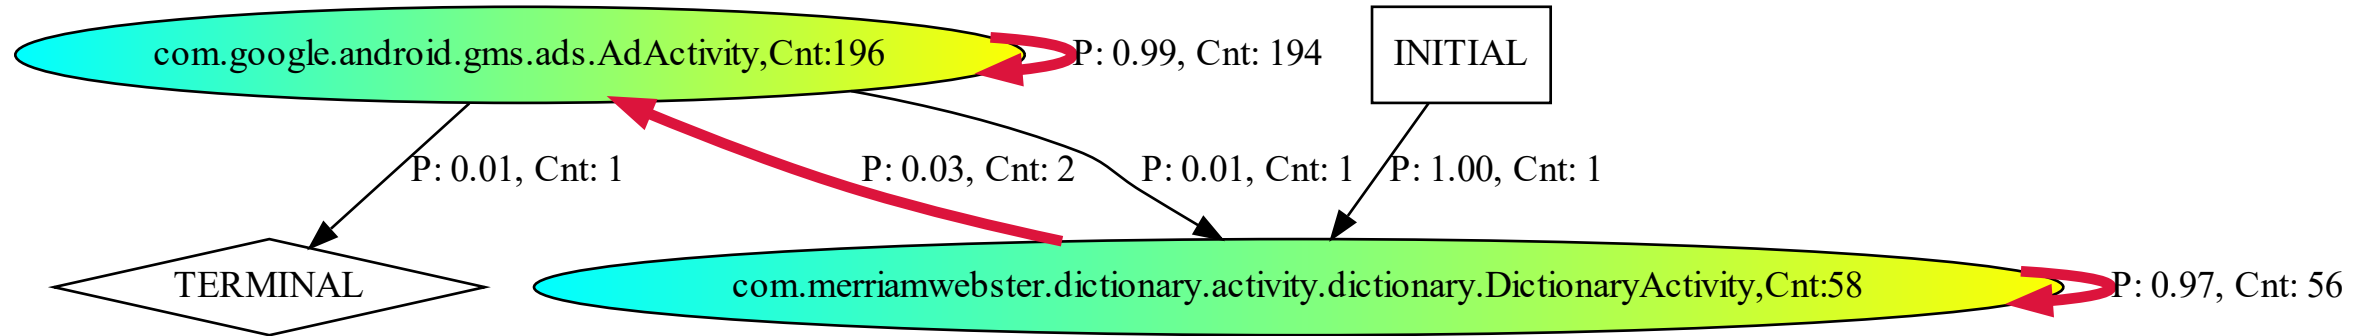 com.google.android.gms.ads.AdActivity,Cnt:196
P: 0.99, Cnt: 194
INITIAL
P: 0.01, Cnt: 1
P: 0.03, Cnt: 2
P: 0.01, Cnt: 1
P: 1.00, Cnt: 1
TERMINAL
com.merriamwebster.dictionary.activity.dictionary.DictionaryActivity,Cnt:58
P: 0.97, Cnt: 56